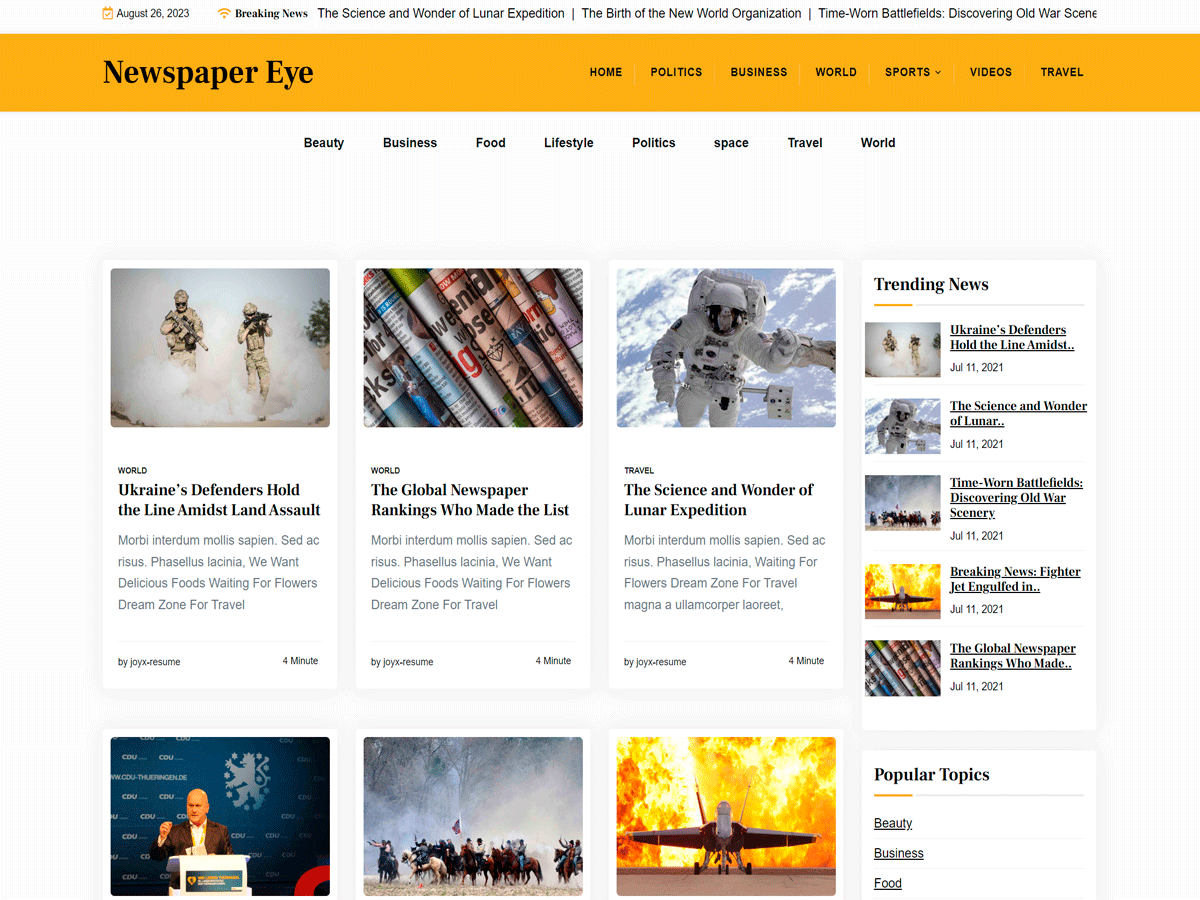 August 26, 2023
Breaking News
The Science and Wonder of Lunar Expedition | The Birth of the New World Organization | Time-Worn Battlefields: Discovering Old War Scene
Newspaper Eye
HOME POLITICS BUSINESS WORLD SPORTS VIDEOS TRAVEL
Beauty Business Food Lifestyle Politics space Travel World
WORLD
Ukraine's Defenders Hold
the Line Amidst Land Assault
Morbi interdum mollis sapien. Sed ac
risus. Phasellus lacinia, We Want
Delicious Foods Waiting For Flowers
Dream Zone For Travel
by joyx-resume
4 Minute
WORLD
The Global Newspaper
Rankings Who Made the List
Morbi interdum mollis sapien. Sed ac
risus. Phasellus lacinia, We Want
Delicious Foods Waiting For Flowers
Dream Zone For Travel
by joyx-resume
4 Minute
TRAVEL
The Science and Wonder of
Lunar Expedition
Morbi interdum mollis sapien. Sed ac
risus. Phasellus lacinia, Waiting For
Flowers Dream Zone For Travel
magna a ullamcorper laoreet,
by joyx-resume
4 Minute
Trending News
Ukraine's Defenders
Hold the Line Amidst..
Jul 11, 2021
The Science and Wonder
of Lunar..
Jul 11, 2021
Time-Worn Battlefields:
Discovering Old War
Scenery
Jul 11, 2021
Breaking News: Fighter
Jet Engulfed in..
Jul 11, 2021
The Global Newspaper
Rankings Who Made..
Jul 11, 2021
CDU CDU
WWW.CDU-THUERINGEN.DE
CDU CDU
Popular Topics
Beauty
Business
Food